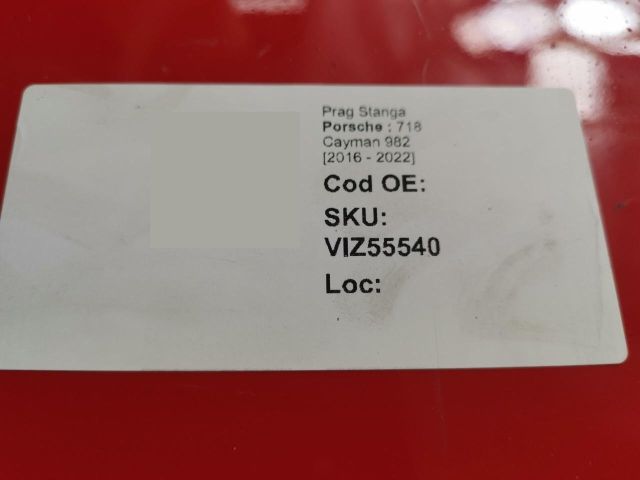 Prag Stanga
Porsche : 718
Cayman 982
[2016 - 2022]
Cod OE:
SKU:
VIZ55540
Loc: